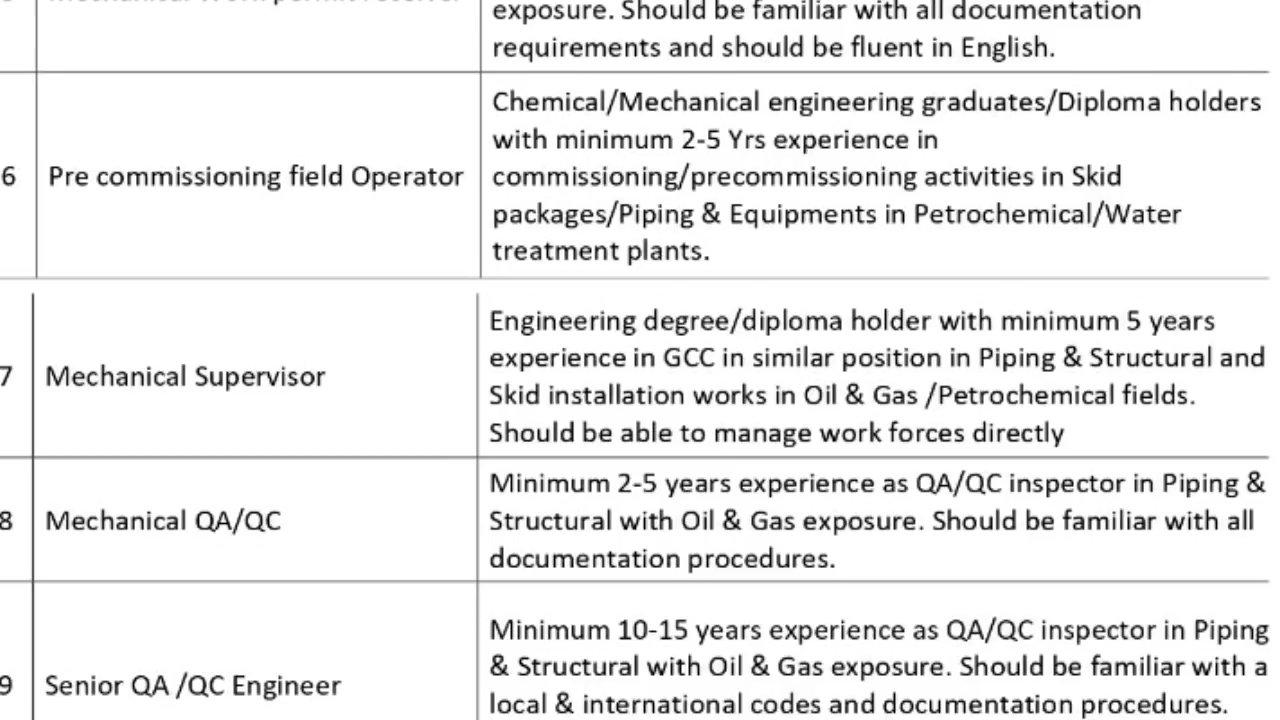 exposure. Should be familiar with all documentation
requirements and should be fluent in English.
6
Pre commissioning field Operator
Chemical/Mechanical engineering graduates/Diploma holders
with minimum 2-5 Yrs experience in
commissioning/precommissioning activities in Skid
packages/Piping & Equipments in Petrochemical/Water
treatment plants.
7
Mechanical Supervisor
Engineering degree/diploma holder with minimum 5 years
experience in GCC in similar position in Piping & Structural and
Skid installation works in Oil & Gas /Petrochemical fields.
Should be able to manage work forces directly
8
Mechanical QA/QC
Minimum 2-5 years experience as QA/QC inspector in Piping &
Structural with Oil & Gas exposure. Should be familiar with all
documentation procedures.
9
Senior QA /QC Engineer
Minimum 10-15 years experience as QA/QC inspector in Piping
& Structural with Oil & Gas exposure. Should be familiar with a
local & international codes and documentation procedures.